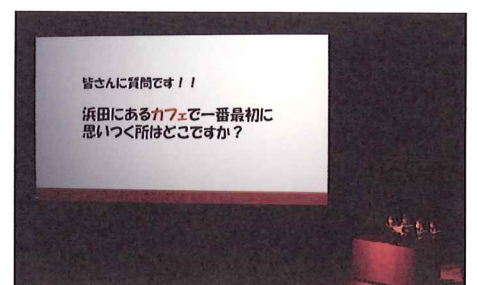 皆さんに質問です！！
浜田にあるカフェで一番最初に
思いつく所はどこですか？